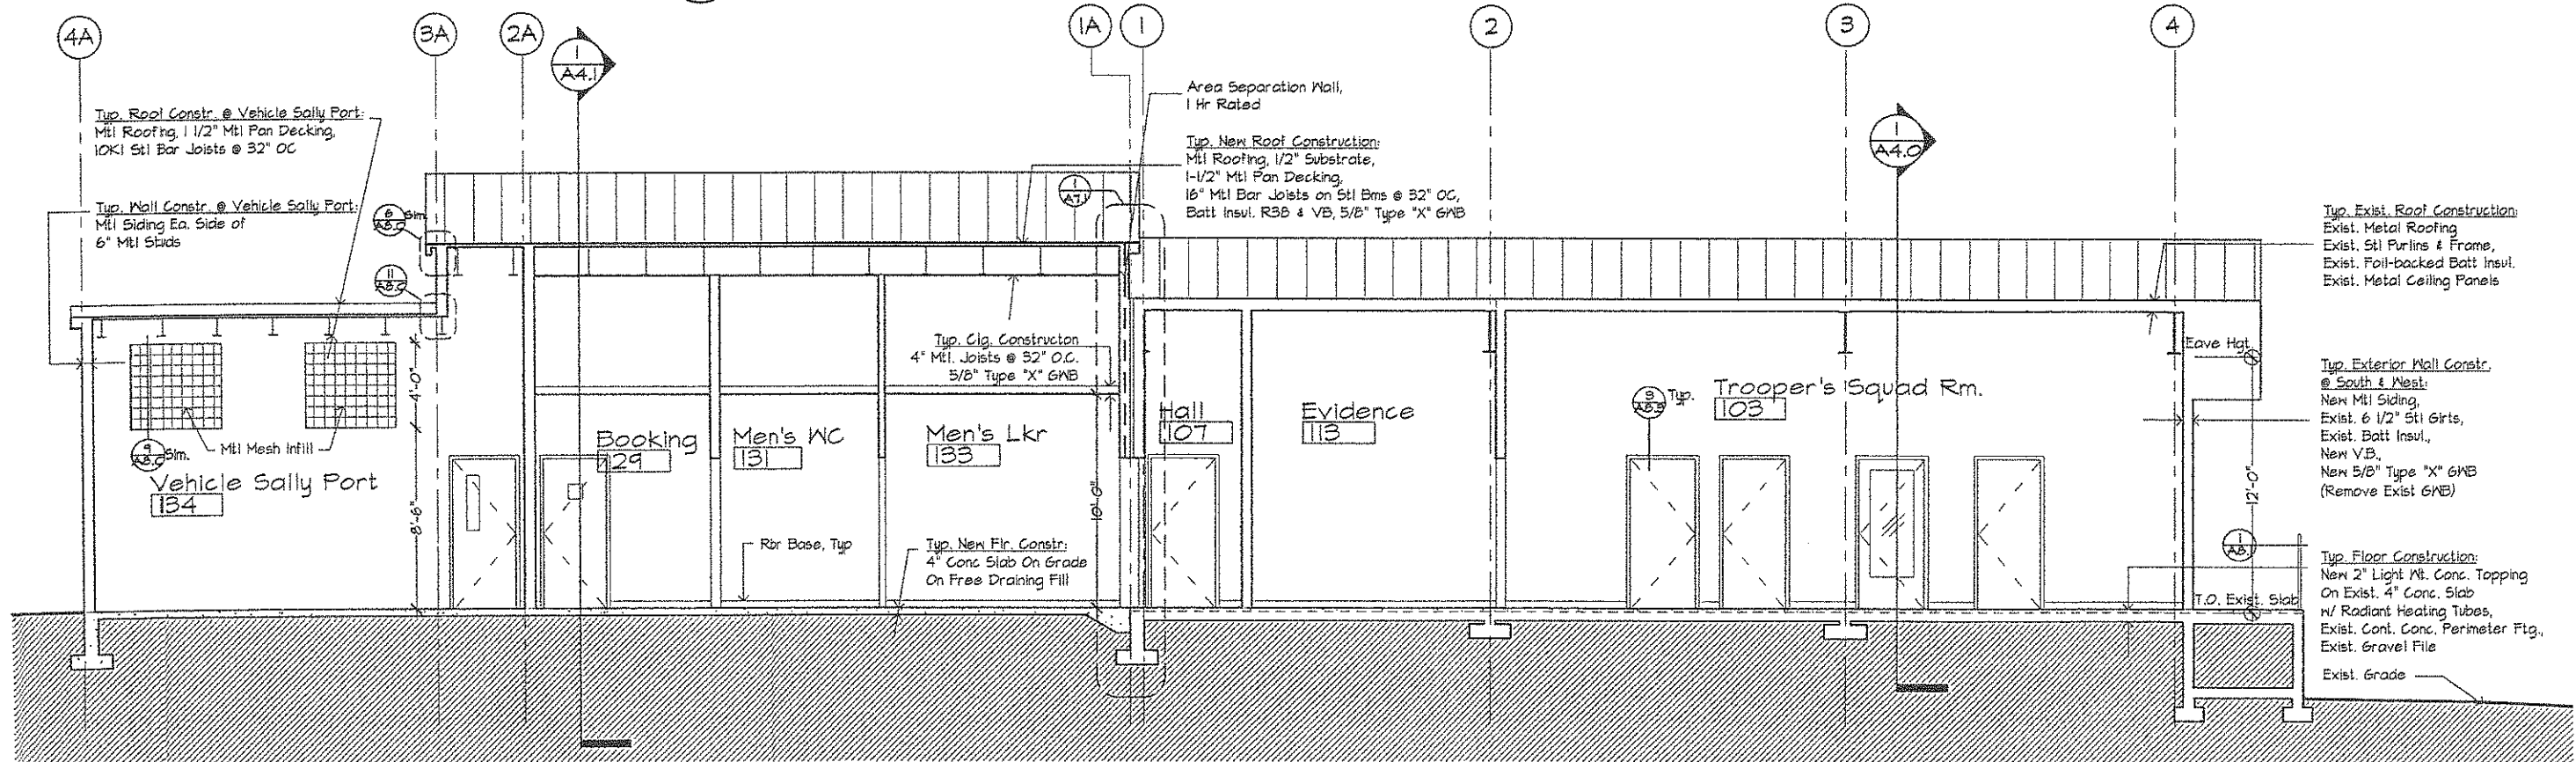 4A
3A
2A
1
A4.1
1A
1
2
3
4
1
A4.0
Typ. Roof Constr. @ Vehicle Sally Port:
Mtl Roofing, 1 1/2" Mtl Pan Decking,
10K1 Stl Bar Joists @ 32" OC
Typ. Wall Constr. @ Vehicle Sally Port:
Mtl Siding Ea. Side of
6" Mtl Studs
Sim.
11
Area Separation Wall,
1 Hr Rated
Typ. New Roof Construction:
Mtl Roofing, 1/2" Substrate,
1-1/2" Mtl Pan Decking,
16" Mtl Bar Joists on Stl Bms @ 32" OC,
Batt Insul. R38 & VB, 5/8" Type "X" GWB
1
A7.1
Typ. Exist. Roof Construction:
Exist. Metal Roofing
Exist. Stl Purlins & Frame,
Exist. Foil-backed Batt Insul.
Exist. Metal Ceiling Panels
Typ. Clg. Constructon
4" Mtl. Joists @ 32" O.C.
5/8" Type "X" GWB
Eave Hgt.
Typ. Exterior Wall Constr.
@ South & West:
New Mtl Siding,
Exist. 6 1/2" Stl Girts,
Exist. Batt Insul.,
New V.B.,
New 5/8" Type "X" GWB
(Remove Exist GWB)
4'-0"
8'-6"
10'-0"
12'-0"
Mtl Mesh Infill
9
Sim.
Vehicle Sally Port
134
Booking
129
Men's WC
131
Men's Lkr
133
Hall
107
Evidence
113
Typ.
Trooper's Squad Rm.
103
Rbr Base, Typ
Typ. New Flr. Constr:
4" Conc Slab On Grade
On Free Draining Fill
1
T.O. Exist. Slab
Typ. Floor Construction:
New 2" Light Wt. Conc. Topping
On Exist. 4" Conc. Slab
w/ Radiant Heating Tubes,
Exist. Cont. Conc. Perimeter Ftg.,
Exist. Gravel File
Exist. Grade